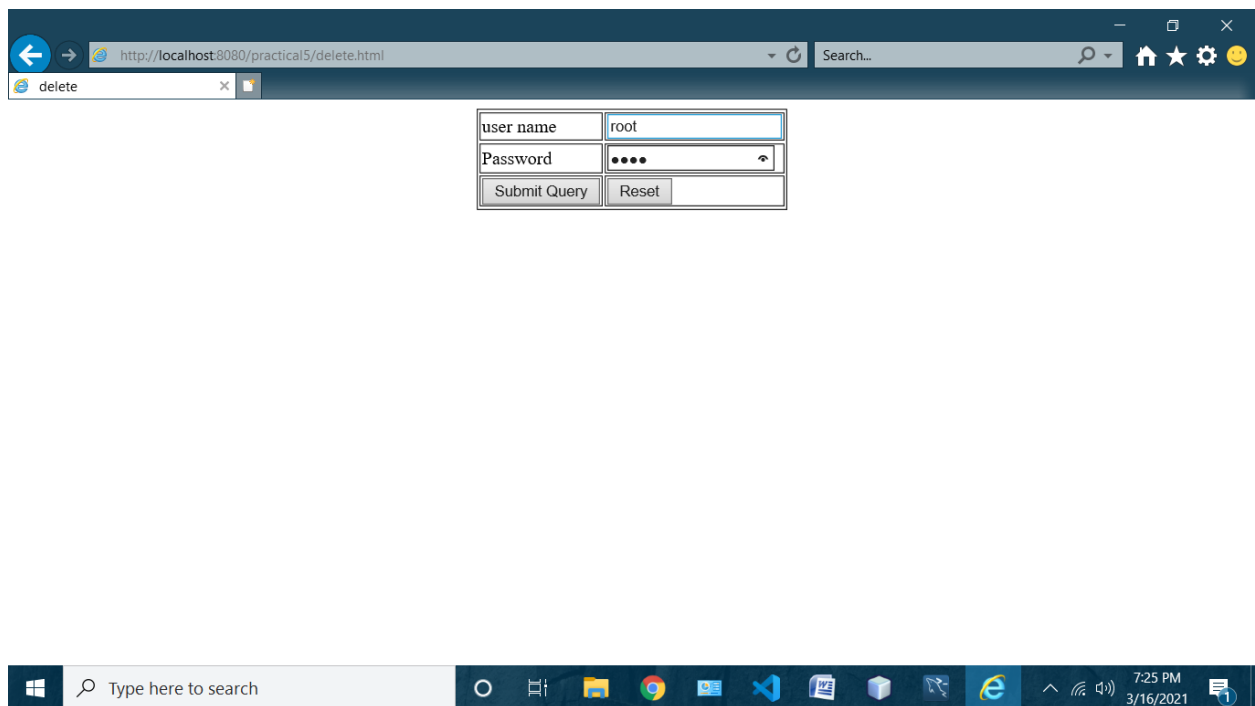 http://localhost:8080/practical5/delete.html Search...
delete
user name root
Password ••••
Submit Query Reset
Type here to search
7:25 PM
3/16/2021
1